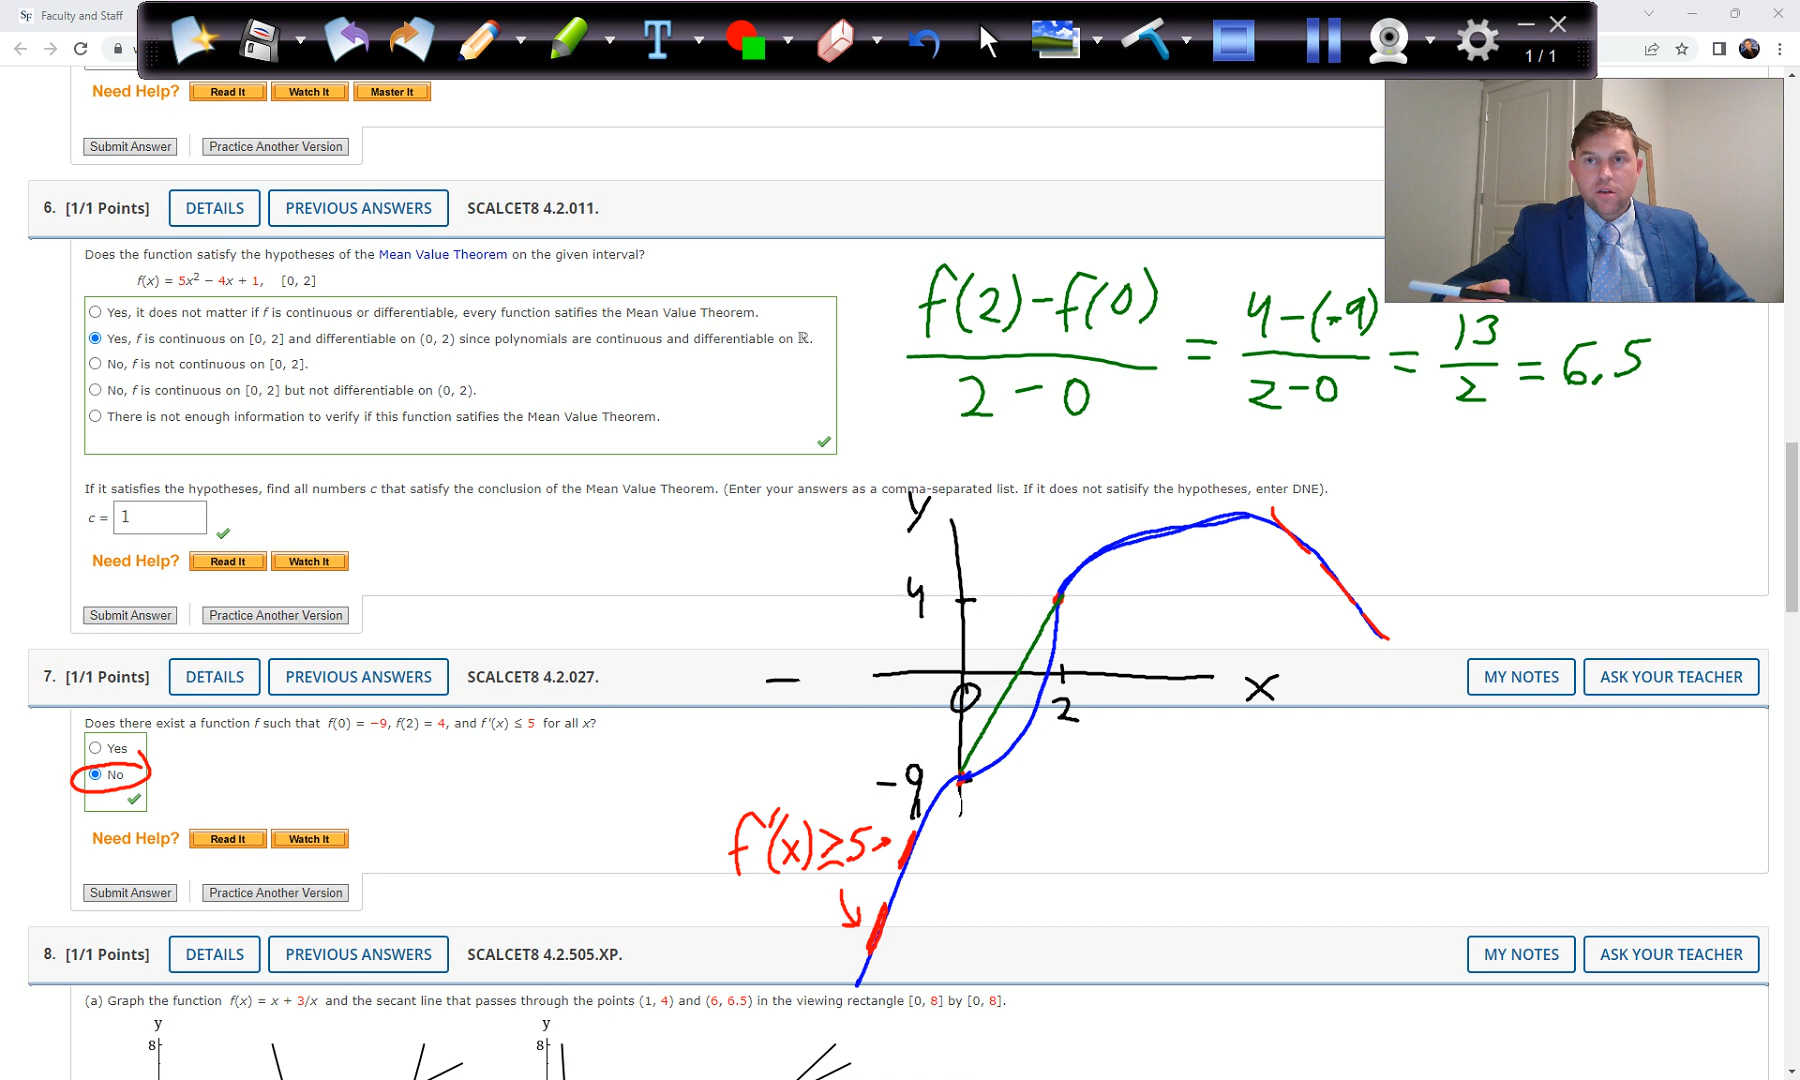 Faculty and Staff
1 / 1
Need Help? Read It Watch It Master It
Submit Answer Practice Another Version
6. [1/1 Points] DETAILS PREVIOUS ANSWERS SCALCET8 4.2.011.
Does the function satisfy the hypotheses of the Mean Value Theorem on the given interval?
f(x) = 5x² − 4x + 1, [0, 2]
Yes, it does not matter if f is continuous or differentiable, every function satifies the Mean Value Theorem.
Yes, f is continuous on [0, 2] and differentiable on (0, 2) since polynomials are continuous and differentiable on ℝ.
No, f is not continuous on [0, 2].
No, f is continuous on [0, 2] but not differentiable on (0, 2).
There is not enough information to verify if this function satifies the Mean Value Theorem.
f(2)-f(0) / 2-0 = 4-(-9) / 2-0 = 13/2 = 6.5
If it satisfies the hypotheses, find all numbers c that satisfy the conclusion of the Mean Value Theorem. (Enter your answers as a comma-separated list. If it does not satisify the hypotheses, enter DNE).
c = 1
Need Help? Read It Watch It
Submit Answer Practice Another Version
y
4
0
2
x
-9
f'(x)≥5
7. [1/1 Points] DETAILS PREVIOUS ANSWERS SCALCET8 4.2.027. MY NOTES ASK YOUR TEACHER
Does there exist a function f such that f(0) = −9, f(2) = 4, and f'(x) ≤ 5 for all x?
Yes
No
Need Help? Read It Watch It
Submit Answer Practice Another Version
8. [1/1 Points] DETAILS PREVIOUS ANSWERS SCALCET8 4.2.505.XP. MY NOTES ASK YOUR TEACHER
(a) Graph the function f(x) = x + 3/x and the secant line that passes through the points (1, 4) and (6, 6.5) in the viewing rectangle [0, 8] by [0, 8].
y y
8 8